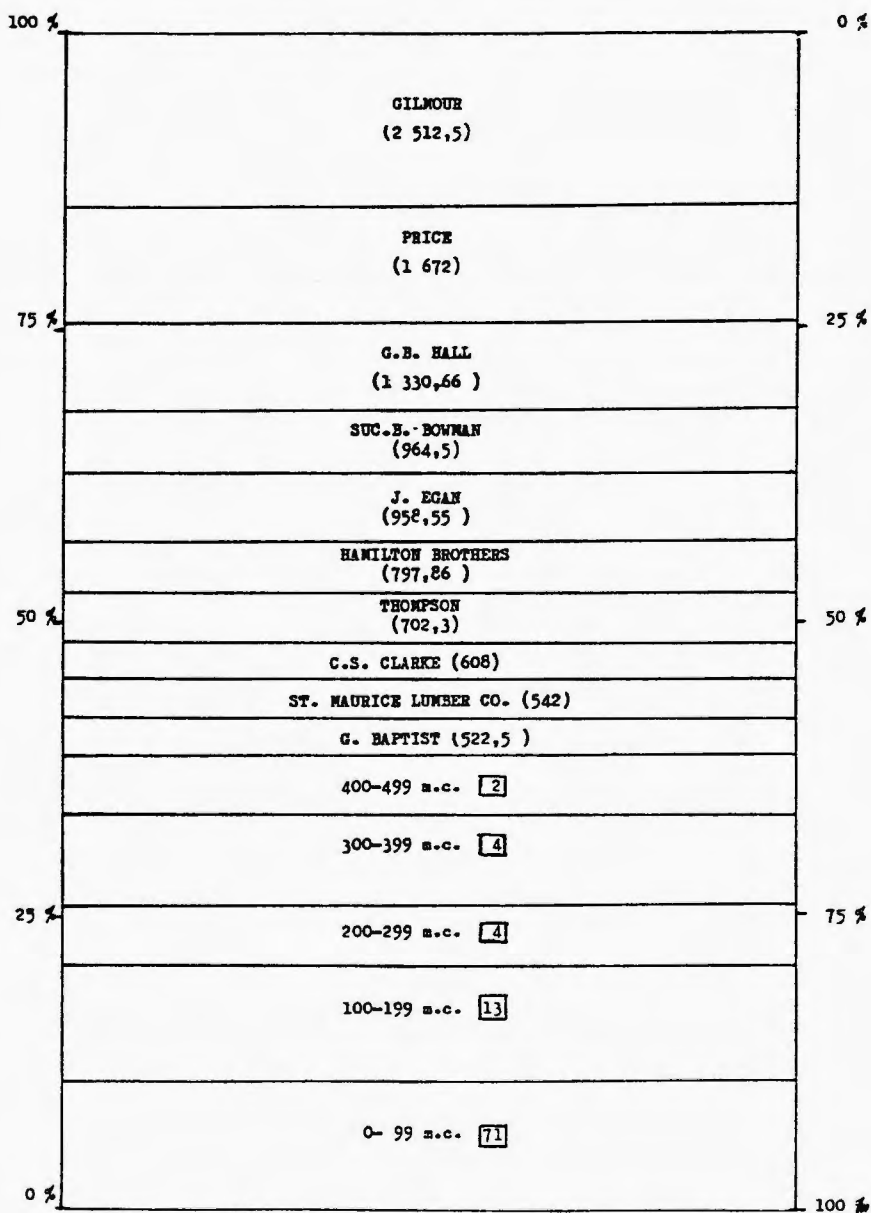 100 % 0 %
GILMOUR
(2 512,5)
PRICE
(1 672)
75 % 25 %
G.B. HALL
(1 330,66 )
SUC.B. BOWMAN
(964,5)
J. EGAN
(958,55 )
HAMILTON BROTHERS
(797,86 )
50 % 50 %
THOMPSON
(702,3)
C.S. CLARKE (608)
ST. MAURICE LUMBER CO. (542)
G. BAPTIST (522,5 )
400-499 m.c. 2
300-399 m.c. 4
25 % 75 %
200-299 m.c. 4
100-199 m.c. 13
0- 99 m.c. 71
0 % 100 %